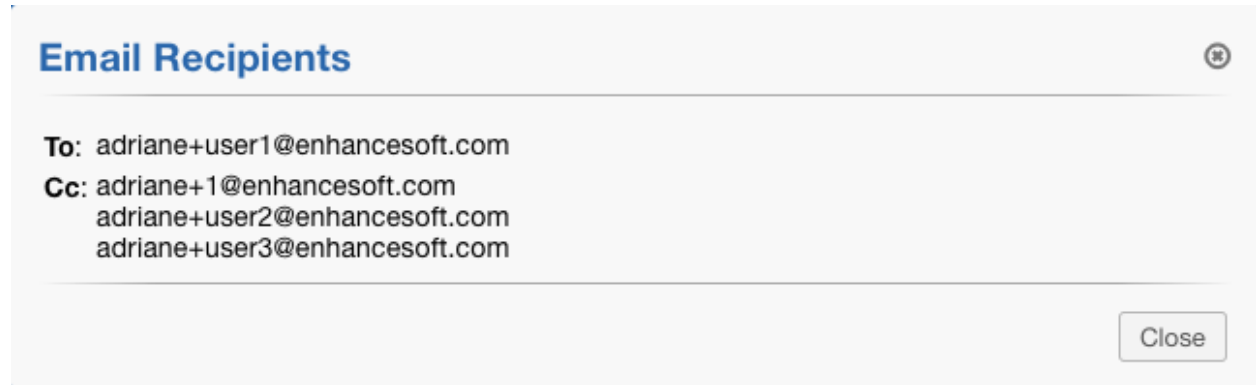 Email Recipients
To: adriane+user1@enhancesoft.com
Cc: adriane+1@enhancesoft.com
adriane+user2@enhancesoft.com
adriane+user3@enhancesoft.com
Close